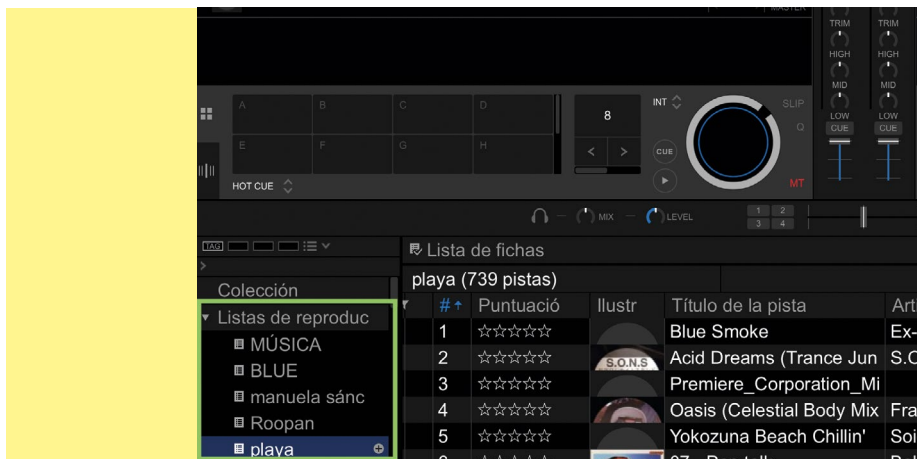 MASTER
TRIM TRIM
HIGH HIGH
MID MID
LOW LOW
CUE CUE
A B C D
E F G H
HOT CUE
8
< >
INT
CUE
SLIP
Q
MT
MIX LEVEL
1 2
3 4
TAG
Lista de fichas
playa (739 pistas)
Colección
Listas de reproduc
MÚSICA
BLUE
manuela sánc
Roopan
playa
# Puntuació Ilustr Título de la pista Art
1 Blue Smoke Ex-
2 S.O.N.S Acid Dreams (Trance Jun S.O
3 Premiere_Corporation_Mi
4 Oasis (Celestial Body Mix Fra
5 Yokozuna Beach Chillin' Soi